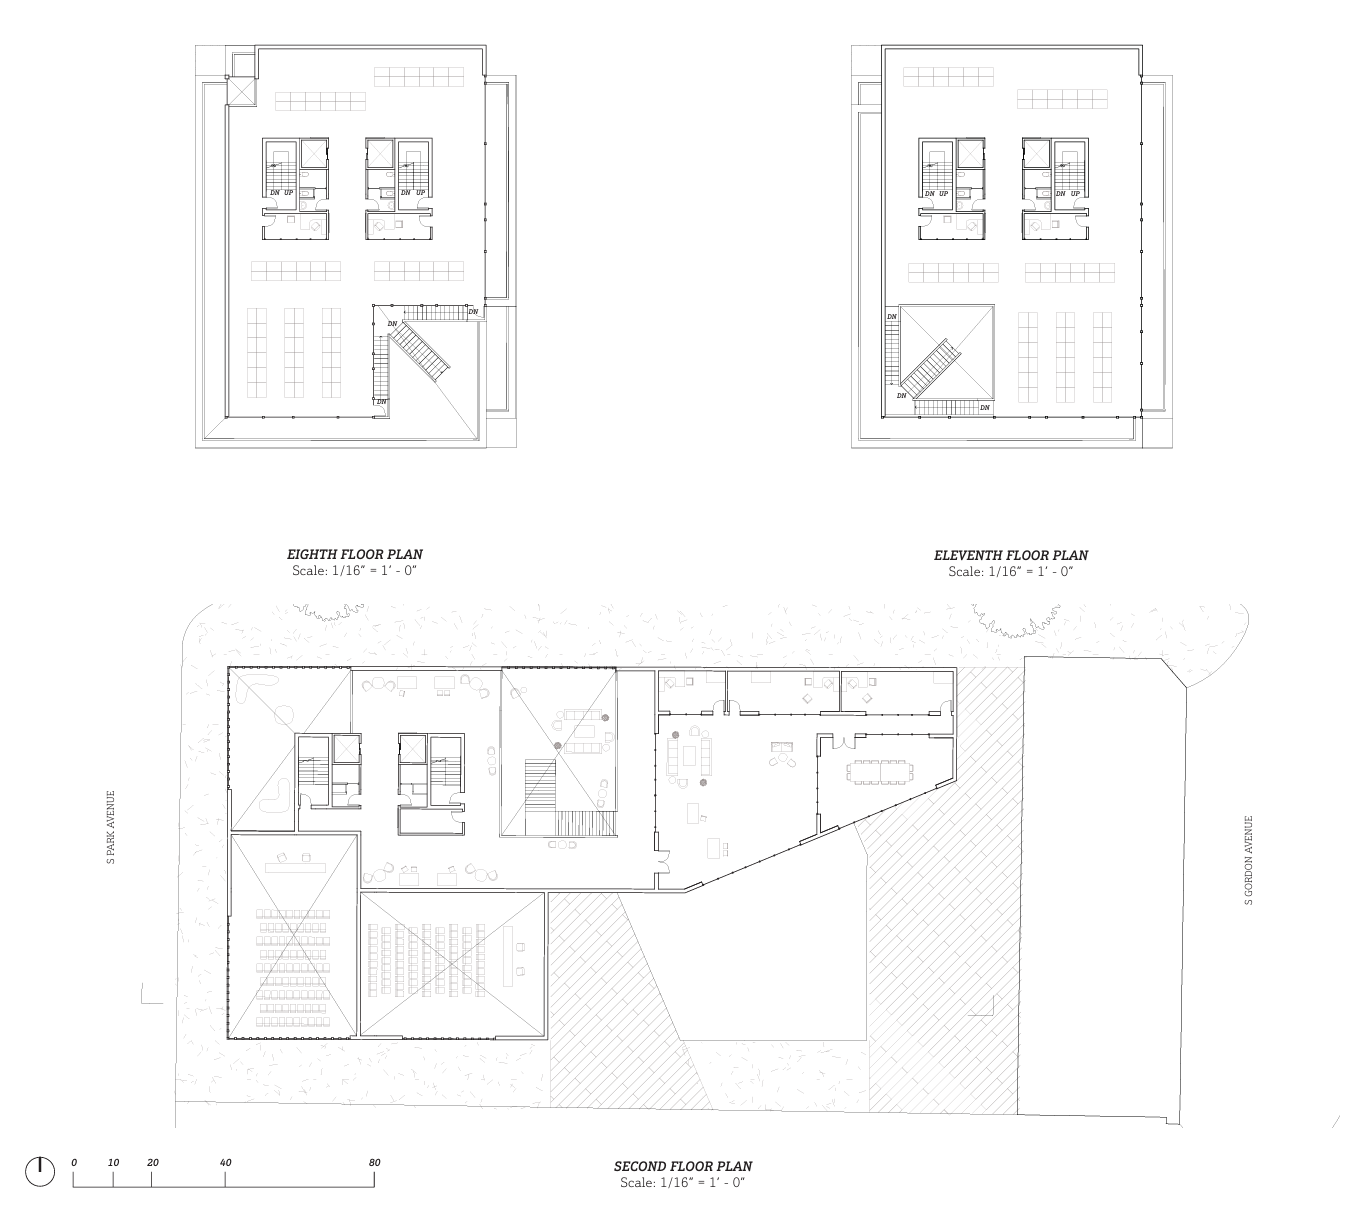 DN UP
DN UP
DN UP
DN UP
DN
DN
DN
DN
DN
DN
EIGHTH FLOOR PLAN
Scale: 1/16” = 1’ - 0”
ELEVENTH FLOOR PLAN
Scale: 1/16” = 1’ - 0”
S PARK AVENUE
S GORDON AVENUE
0 10 20 40 80
SECOND FLOOR PLAN
Scale: 1/16” = 1’ - 0”